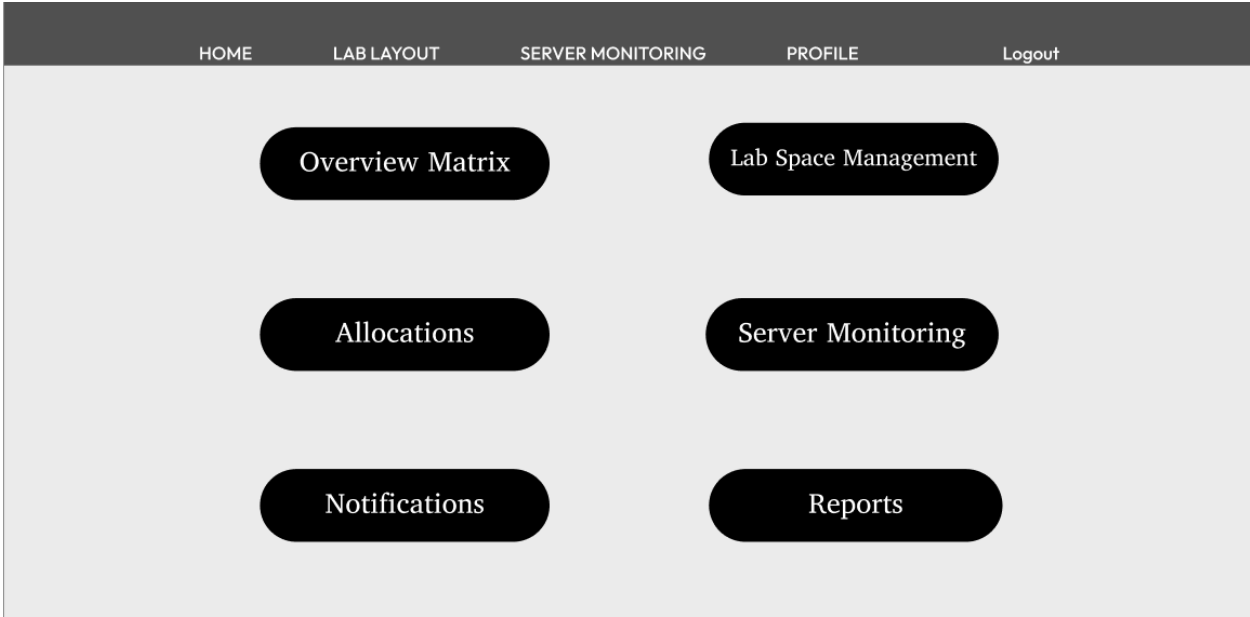 HOME LAB LAYOUT SERVER MONITORING PROFILE Logout
Overview Matrix Lab Space Management
Allocations Server Monitoring
Notifications Reports